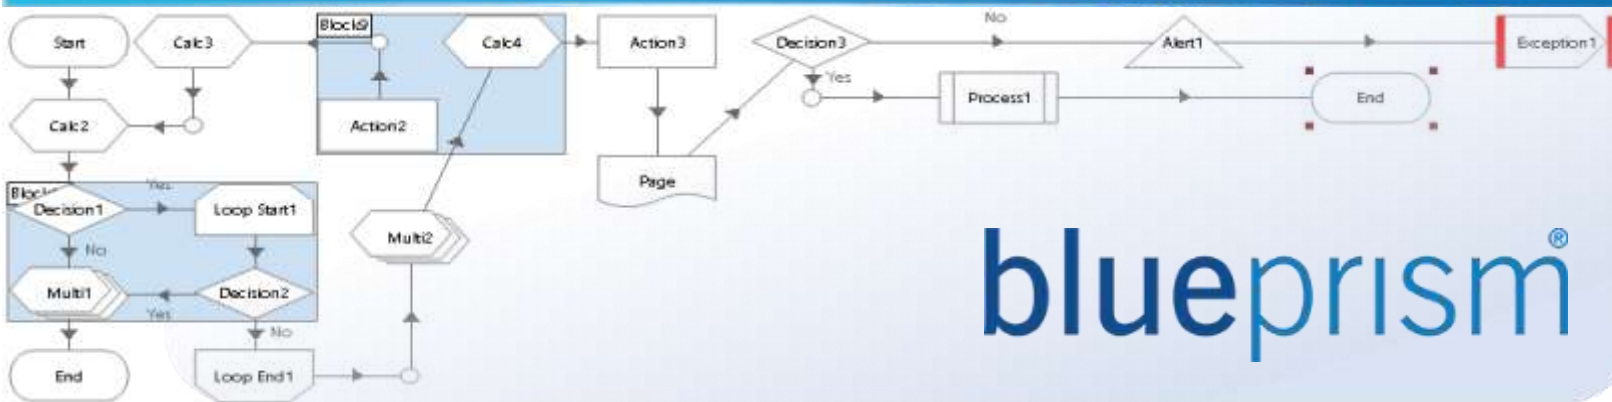 Start
Calc3
Block9
Calc4
Action3
Decision3
No
Alert1
Exception1
Yes
Process1
End
Calc2
Action2
Page
Yes
Decision1
Loop Start1
Multi2
No
Multi1
Decision2
Yes
No
End
Loop End1
blueprism®